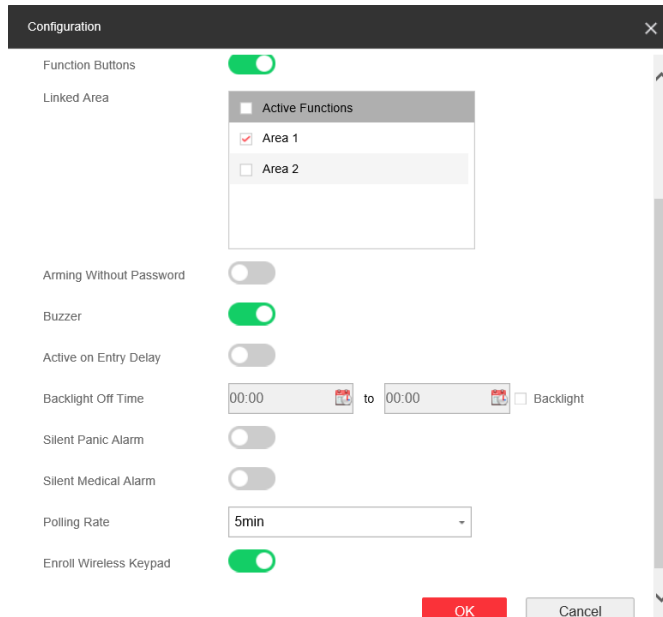 Configuration
Function Buttons
Linked Area
Active Functions
Area 1
Area 2
Arming Without Password
Buzzer
Active on Entry Delay
Backlight Off Time 00:00 to 00:00 Backlight
Silent Panic Alarm
Silent Medical Alarm
Polling Rate 5min
Enroll Wireless Keypad
OK Cancel